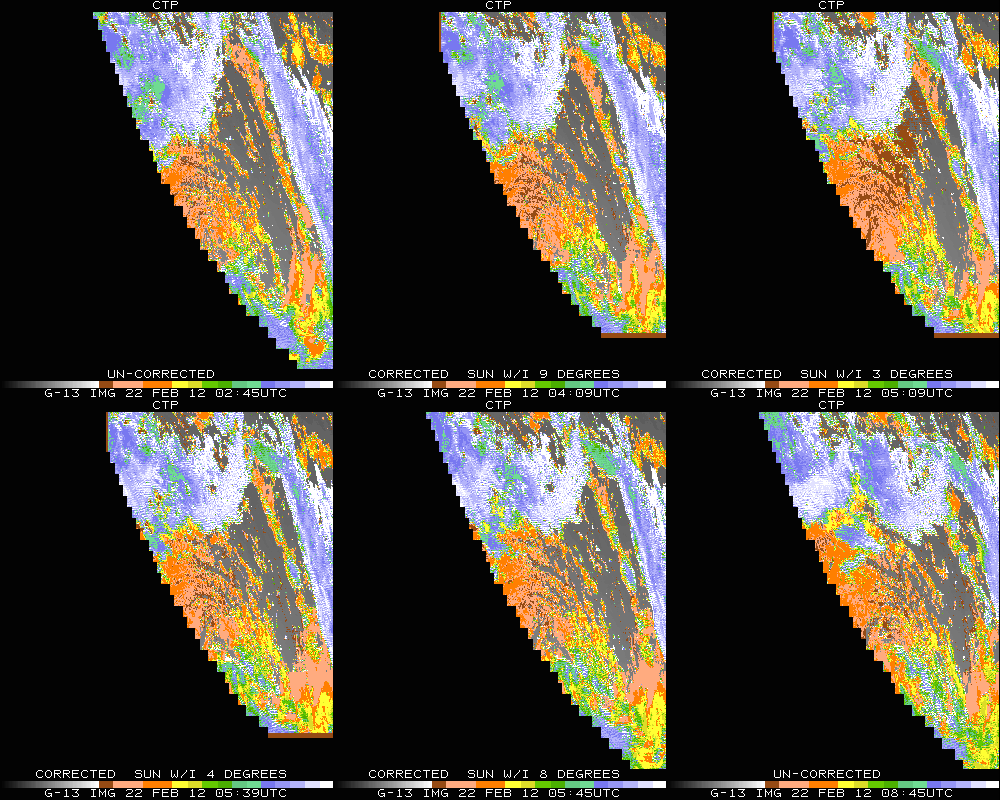 CTP CTP CTP
UN-CORRECTED CORRECTED SUN W/I 9 DEGREES CORRECTED SUN W/I 3 DEGREES
G-13 IMG 22 FEB 12 02:45UTC G-13 IMG 22 FEB 12 04:09UTC G-13 IMG 22 FEB 12 05:09UTC
CTP CTP CTP
CORRECTED SUN W/I 4 DEGREES CORRECTED SUN W/I 8 DEGREES UN-CORRECTED
G-13 IMG 22 FEB 12 05:39UTC G-13 IMG 22 FEB 12 05:45UTC G-13 IMG 22 FEB 12 08:45UTC